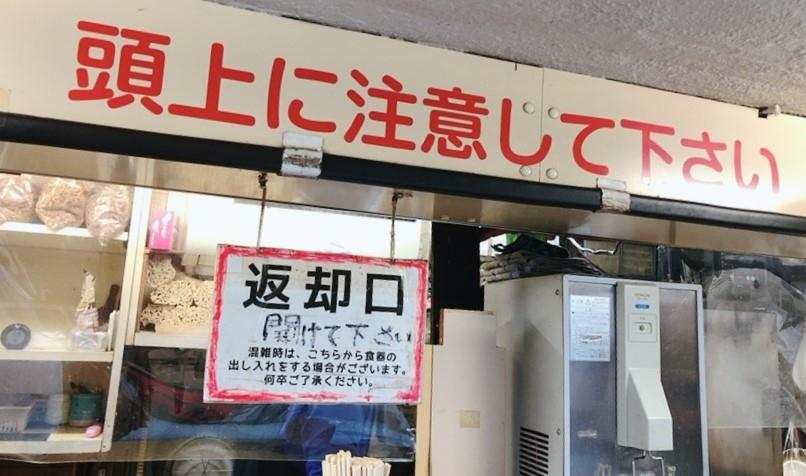 頭上に注意して下さい
返却口
開けて下さい
混雑時は、こちらから食器の
出し入れをする場合がございます。
何卒ご了承ください。